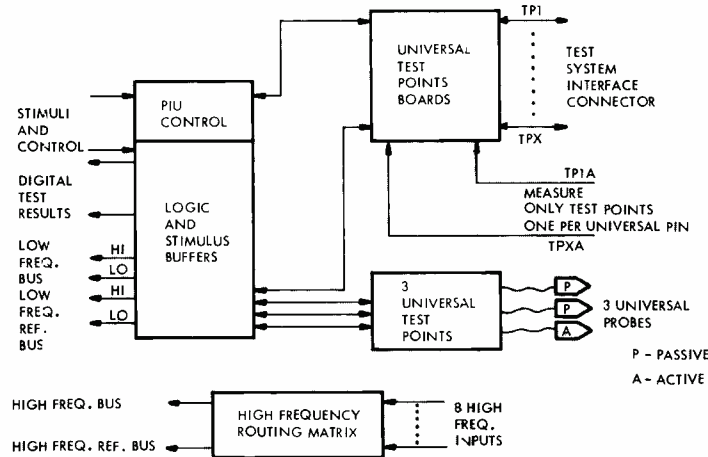 UNIVERSAL
TEST
POINTS
BOARDS
TP1
TEST
SYSTEM
INTERFACE
CONNECTOR
TPX
PIU
CONTROL
STIMULI
AND
CONTROL
DIGITAL
TEST
RESULTS
LOGIC
AND
STIMULUS
BUFFERS
LOW
FREQ.
BUS
HI
LO
LOW
FREQ.
REF.
BUS
HI
LO
TP1A
MEASURE
ONLY TEST POINTS
ONE PER UNIVERSAL PIN
TPXA
3
UNIVERSAL
TEST
POINTS
P
P
A
3 UNIVERSAL
PROBES
P - PASSIVE
A - ACTIVE
HIGH FREQ. BUS
HIGH FREQ. REF. BUS
HIGH FREQUENCY
ROUTING MATRIX
8 HIGH
FREQ.
INPUTS